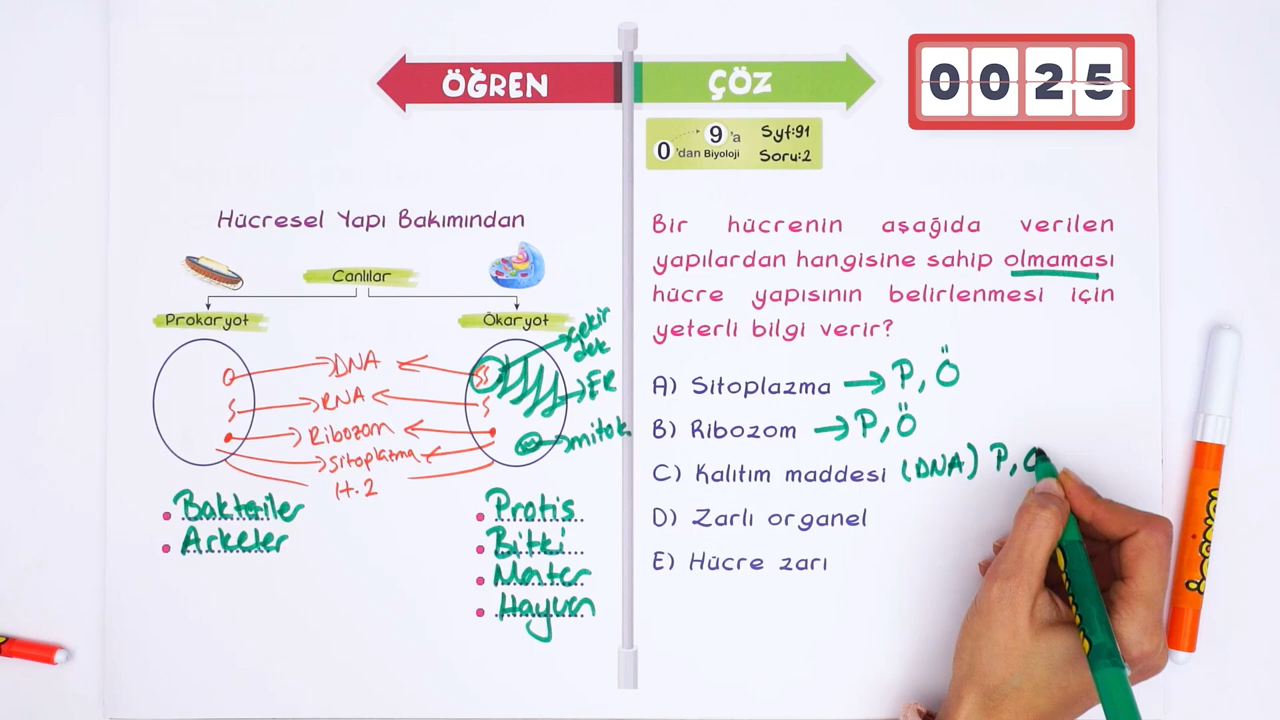 ÖĞREN
ÇÖZ
0025
9'a
0'dan Biyoloji
Syf:91
Soru:2
Hücresel Yapı Bakımından
Canlılar
Prokaryot
Ökaryot
çekir
dek
DNA
ER
RNA
Ribozom
mitok.
Sitoplazma
H.Z
Bakteriler
Arkeler
Protis
Bitki
Mantar
Hayvan
Bir hücrenin aşağıda verilen
yapılardan hangisine sahip olmaması
hücre yapısının belirlenmesi için
yeterli bilgi verir?
A) Sitoplazma → P, Ö
B) Ribozom → P, Ö
C) Kalıtım maddesi (DNA) P, Ö
D) Zarlı organel
E) Hücre zarı